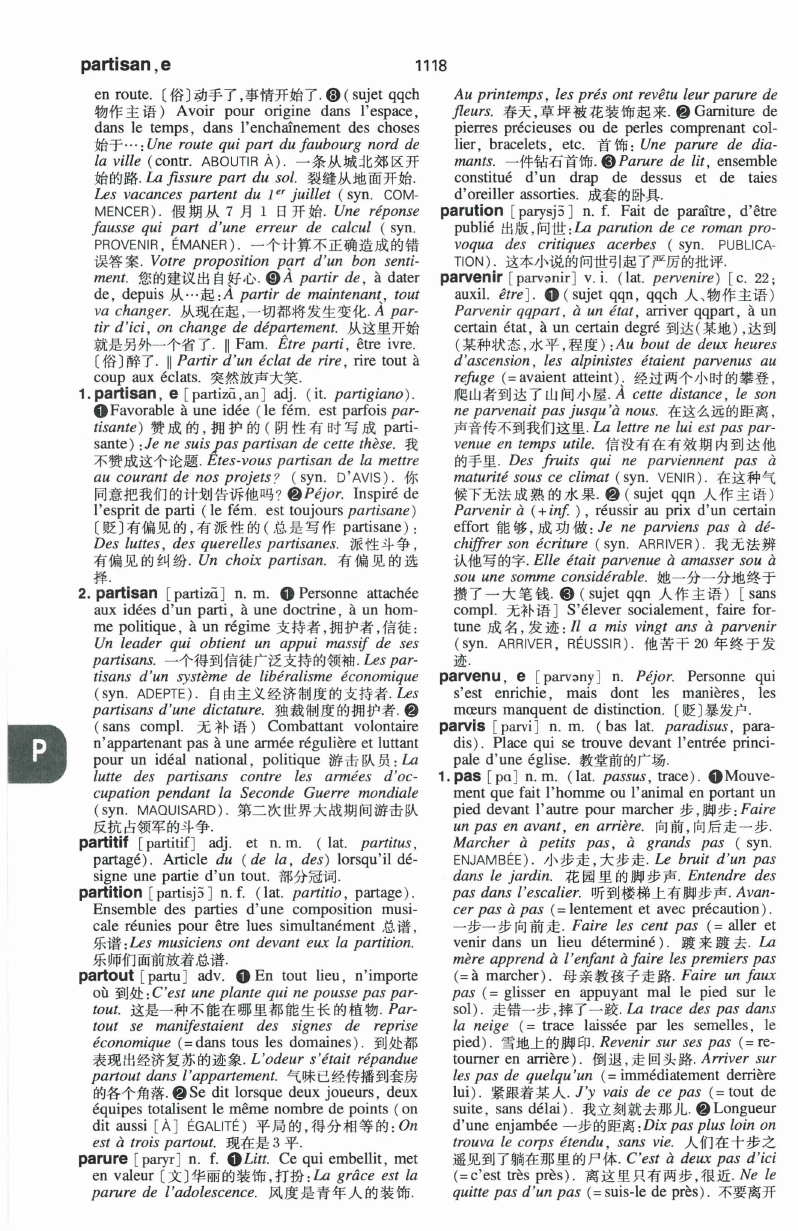 partisan,e
1118
en route. 〔俗〕动手了,事情开始了. ❽ ( sujet qqch
物作主语) Avoir pour origine dans l'espace,
dans le temps, dans l'enchaînement des choses
始于…: Une route qui part du faubourg nord de
la ville ( contr. ABOUTIR À) . 一条从城北郊区开
始的路. La fissure part du sol. 裂缝从地面开始.
Les vacances partent du 1er juillet ( syn. COM-
MENCER) . 假期从 7 月 1 日开始. Une réponse
fausse qui part d'une erreur de calcul ( syn.
PROVENIR, ÉMANER) . 一个计算不正确造成的错
误答案. Votre proposition part d'un bon senti-
ment. 您的建议出自好心. ❾ À partir de, à dater
de, depuis 从…起: À partir de maintenant, tout
va changer. 从现在起,一切都将发生变化. À par-
tir d'ici, on change de département. 从这里开始
就是另外一个省了. ‖ Fam. Être parti, être ivre.
〔俗〕醉了. ‖ Partir d'un éclat de rire, rire tout à
coup aux éclats. 突然放声大笑.
1. partisan, e [ partizɑ̃,an] adj. ( it. partigiano) .
❶ Favorable à une idée ( le fém. est parfois par-
tisante) 赞成的,拥护的 ( 阴性有时写成 parti-
sante) : Je ne suis pas partisan de cette thèse. 我
不赞成这个论题. Êtes-vous partisan de la mettre
au courant de nos projets? ( syn. D'AVIS) . 你
同意把我们的计划告诉他吗? ❷ Péjor. Inspiré de
l'esprit de parti ( le fém. est toujours partisane)
〔贬〕有偏见的,有派性的 ( 总是写作 partisane) :
Des luttes, des querelles partisanes. 派性斗争,
有偏见的纠纷. Un choix partisan. 有偏见的选
择.
2. partisan [partizɑ̃] n. m. ❶ Personne attachée
aux idées d'un parti, à une doctrine, à un hom-
me politique, à un régime 支持者,拥护者,信徒:
Un leader qui obtient un appui massif de ses
partisans. 一个得到信徒广泛支持的领袖. Les par-
tisans d'un système de libéralisme économique
( syn. ADEPTE) . 自由主义经济制度的支持者. Les
partisans d'une dictature. 独裁制度的拥护者. ❷
( sans compl. 无补语) Combattant volontaire
n'appartenant pas à une armée régulière et luttant
pour un idéal national, politique 游击队员: La
lutte des partisans contre les armées d'oc-
cupation pendant la Seconde Guerre mondiale
( syn. MAQUISARD) . 第二次世界大战期间游击队
反抗占领军的斗争.
partitif [partitif] adj. et n. m. ( lat. partitus,
partagé) . Article du ( de la, des) lorsqu'il dé-
signe une partie d'un tout. 部分冠词.
partition [partisjɔ̃] n. f. ( lat. partitio, partage) .
Ensemble des parties d'une composition musi-
cale réunies pour être lues simultanément 总谱,
乐谱: Les musiciens ont devant eux la partition.
乐师们面前放着总谱.
partout [partu] adv. ❶ En tout lieu, n'importe
où 到处: C'est une plante qui ne pousse pas par-
tout. 这是一种不能在哪里都能生长的植物. Par-
tout se manifestaient des signes de reprise
économique ( = dans tous les domaines) . 到处都
表现出经济复苏的迹象. L'odeur s'était répandue
partout dans l'appartement. 气味已经传播到套房
的各个角落. ❷ Se dit lorsque deux joueurs, deux
équipes totalisent le même nombre de points ( on
dit aussi [ À] ÉGALITÉ) 平局的,得分相等的: On
est à trois partout. 现在是 3 平.
parure [ paryr] n. f. ❶ Litt. Ce qui embellit, met
en valeur 〔文〕华丽的装饰,打扮: La grâce est la
parure de l'adolescence. 风度是青年人的装饰.
P
Au printemps, les prés ont revêtu leur parure de
fleurs. 春天,草坪被花装饰起来. ❷ Garniture de
pierres précieuses ou de perles comprenant col-
lier, bracelets, etc. 首饰: Une parure de dia-
mants. 一件钻石首饰. ❸ Parure de lit, ensemble
constitué d'un drap de dessus et de taies
d'oreiller assorties. 成套的卧具.
parution [ parysjɔ̃] n. f. Fait de paraître, d'être
publié 出版,问世: La parution de ce roman pro-
voqua des critiques acerbes ( syn. PUBLICA-
TION) . 这本小说的问世引起了严厉的批评.
parvenir [parvənir] v. i. ( lat. pervenire) [ c. 22;
auxil. être] . ❶ ( sujet qqn, qqch 人、物作主语)
Parvenir qqpart, à un état, arriver qqpart, à un
certain état, à un certain degré 到达(某地),达到
(某种状态,水平,程度) : Au bout de deux heures
d'ascension, les alpinistes étaient parvenus au
refuge ( = avaient atteint) . 经过两个小时的攀登,
爬山者到达了山间小屋. À cette distance, le son
ne parvenait pas jusqu'à nous. 在这么远的距离,
声音传不到我们这里. La lettre ne lui est pas par-
venue en temps utile. 信没有在有效期内到达他
的手里. Des fruits qui ne parviennent pas à
maturité sous ce climat ( syn. VENIR) . 在这种气
候下无法成熟的水果. ❷ ( sujet qqn 人作主语)
Parvenir à ( + inf. ) , réussir au prix d'un certain
effort 能够,成功做: Je ne parviens pas à dé-
chiffrer son écriture ( syn. ARRIVER) . 我无法辨
认他写的字. Elle était parvenue à amasser sou à
sou une somme considérable. 她一分一分地终于
攒了一大笔钱. ❸ ( sujet qqn 人作主语) [ sans
compl. 无补语] S'élever socialement, faire for-
tune 成名,发迹: Il a mis vingt ans à parvenir
( syn. ARRIVER, RÉUSSIR) . 他苦干 20 年终于发
迹.
parvenu, e [parvəny] n. Péjor. Personne qui
s'est enrichie, mais dont les manières, les
mœurs manquent de distinction. 〔贬〕暴发户.
parvis [parvi] n. m. ( bas lat. paradisus, para-
dis) . Place qui se trouve devant l'entrée princi-
pale d'une église. 教堂前的广场.
1. pas [ pɑ] n. m. ( lat. passus, trace) . ❶ Mouve-
ment que fait l'homme ou l'animal en portant un
pied devant l'autre pour marcher 步,脚步: Faire
un pas en avant, en arrière. 向前,向后走一步.
Marcher à petits pas, à grands pas ( syn.
ENJAMBÉE) . 小步走,大步走. Le bruit d'un pas
dans le jardin. 花园里的脚步声. Entendre des
pas dans l'escalier. 听到楼梯上有脚步声. Avan-
cer pas à pas ( = lentement et avec précaution) .
一步一步向前走. Faire les cent pas ( = aller et
venir dans un lieu déterminé) . 踱来踱去. La
mère apprend à l'enfant à faire les premiers pas
( = à marcher) . 母亲教孩子走路. Faire un faux
pas ( = glisser en appuyant mal le pied sur le
sol) . 走错一步,摔了一跤. La trace des pas dans
la neige ( = trace laissée par les semelles, le
pied) . 雪地上的脚印. Revenir sur ses pas ( = re-
tourner en arrière) . 倒退,走回头路. Arriver sur
les pas de quelqu'un ( = immédiatement derrière
lui) . 紧跟着某人. J'y vais de ce pas ( = tout de
suite, sans délai) . 我立刻就去那儿. ❷ Longueur
d'une enjambée 一步的距离: Dix pas plus loin on
trouva le corps étendu, sans vie. 人们在十步之
遥见到了躺在那里的尸体. C'est à deux pas d'ici
( = c'est très près) . 离这里只有两步,很近. Ne le
quitte pas d'un pas ( = suis-le de près) . 不要离开